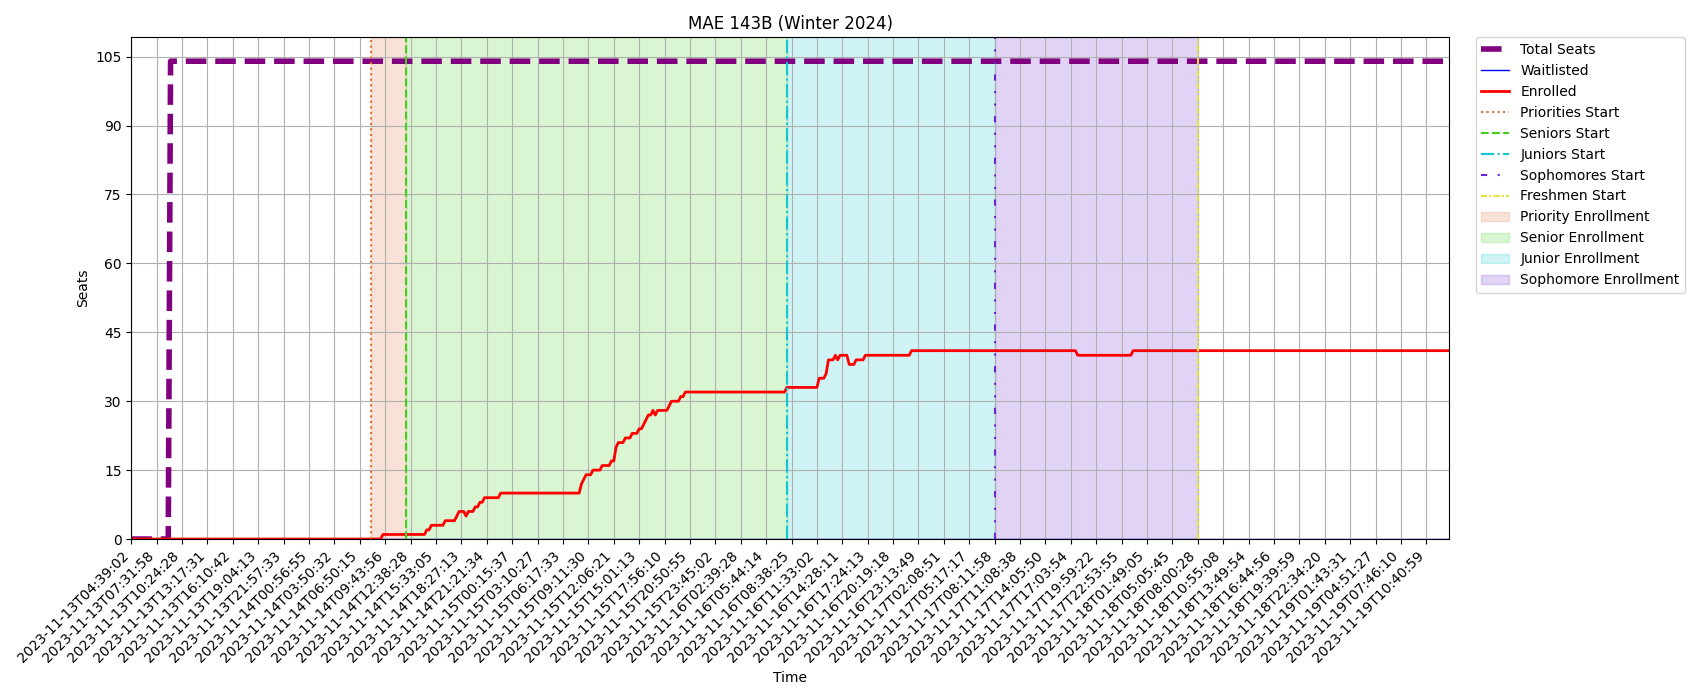 MAE 143B (Winter 2024)
105
90
75
60
45
30
15
0
Seats
2023-11-13T04:39:02
2023-11-13T07:31:58
2023-11-13T10:24:28
2023-11-13T13:17:31
2023-11-13T16:10:42
2023-11-13T19:04:13
2023-11-13T21:57:33
2023-11-14T00:56:55
2023-11-14T03:50:32
2023-11-14T06:50:15
2023-11-14T09:43:56
2023-11-14T12:38:28
2023-11-14T15:33:05
2023-11-14T18:27:13
2023-11-14T21:21:34
2023-11-15T00:15:37
2023-11-15T03:10:27
2023-11-15T06:17:33
2023-11-15T09:11:30
2023-11-15T12:06:21
2023-11-15T15:01:13
2023-11-15T17:56:10
2023-11-15T20:50:55
2023-11-15T23:45:02
2023-11-16T02:39:28
2023-11-16T05:44:14
2023-11-16T08:38:25
2023-11-16T11:33:02
2023-11-16T14:28:11
2023-11-16T17:24:13
2023-11-16T20:19:18
2023-11-16T23:13:49
2023-11-17T02:08:51
2023-11-17T05:17:17
2023-11-17T08:11:58
2023-11-17T11:08:38
2023-11-17T14:05:50
2023-11-17T17:03:54
2023-11-17T19:59:22
2023-11-17T22:53:55
2023-11-18T01:49:05
2023-11-18T05:05:45
2023-11-18T08:00:28
2023-11-18T10:55:08
2023-11-18T13:49:54
2023-11-18T16:44:56
2023-11-18T19:39:59
2023-11-18T22:34:20
2023-11-19T01:43:31
2023-11-19T04:51:27
2023-11-19T07:46:10
2023-11-19T10:40:59
Time
Total Seats
Waitlisted
Enrolled
Priorities Start
Seniors Start
Juniors Start
Sophomores Start
Freshmen Start
Priority Enrollment
Senior Enrollment
Junior Enrollment
Sophomore Enrollment